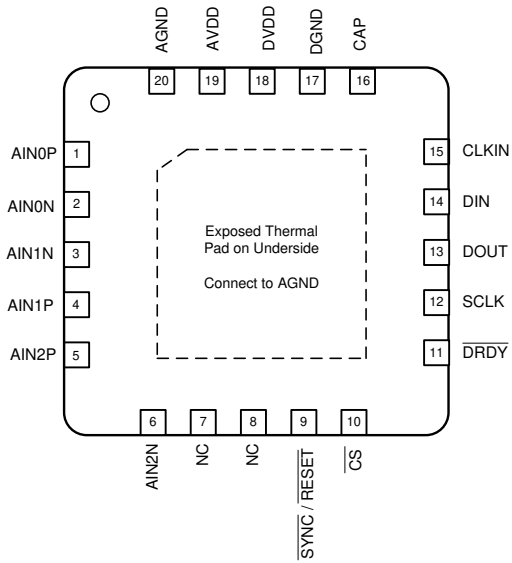 AGND
AVDD
DVDD
DGND
CAP
20
19
18
17
16
AIN0P 1
AIN0N 2
AIN1N 3
AIN1P 4
AIN2P 5
Exposed Thermal
Pad on Underside
Connect to AGND
15 CLKIN
14 DIN
13 DOUT
12 SCLK
11 DRDY
6
7
8
9
10
AIN2N
NC
NC
SYNC / RESET
CS